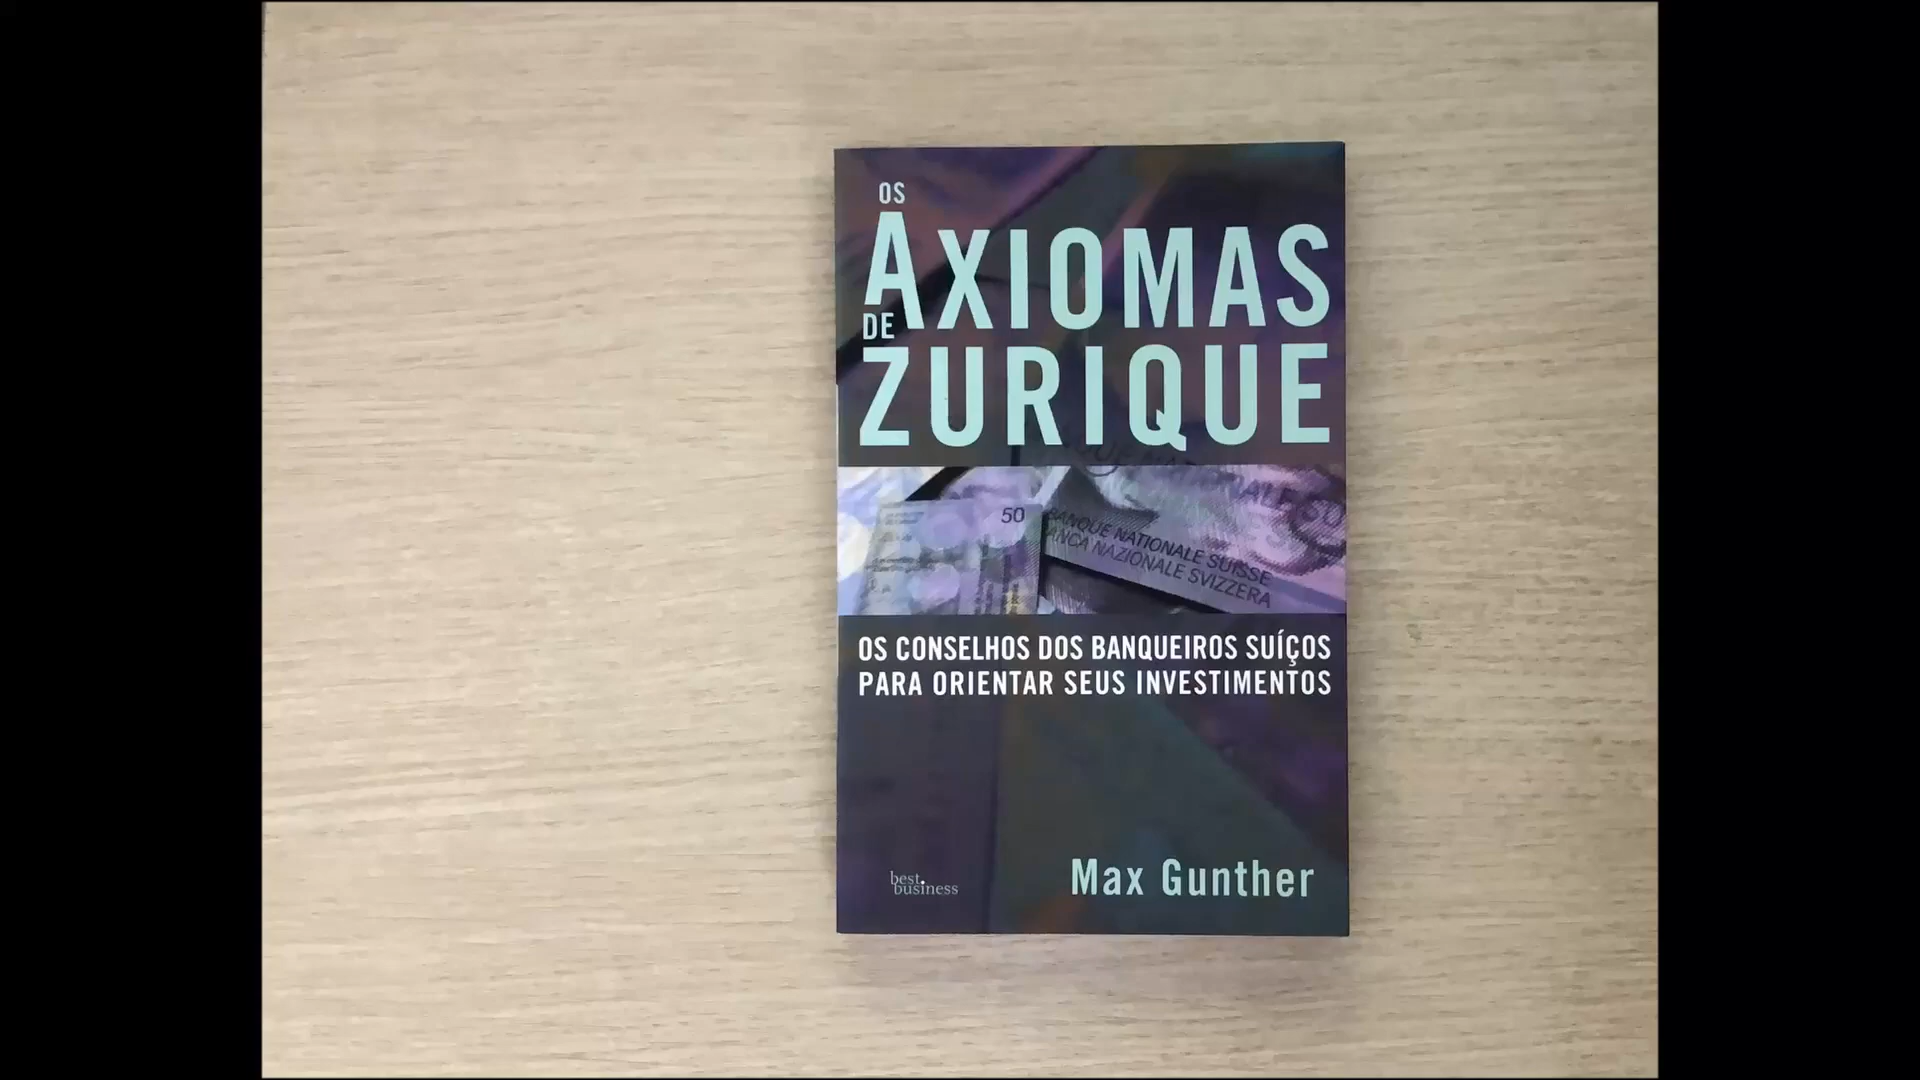 OS
AXIOMAS
DE
ZURIQUE
50
BANQUE NATIONALE SUISSE
BANCA NAZIONALE SVIZZERA
OS CONSELHOS DOS BANQUEIROS SUÍÇOS
PARA ORIENTAR SEUS INVESTIMENTOS
Max Gunther
best.
business